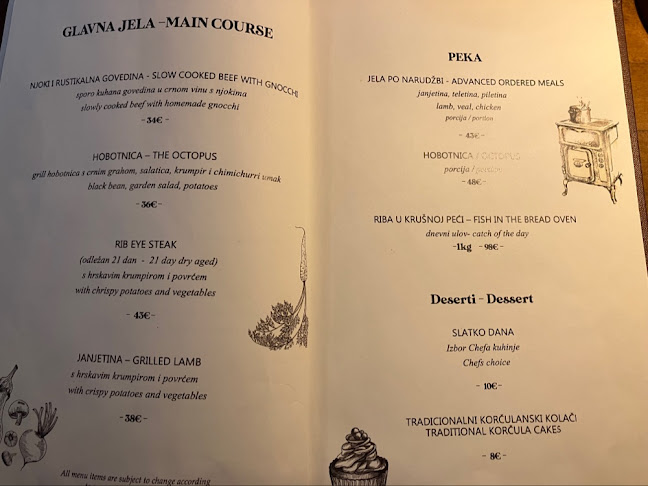 GLAVNA JELA –MAIN COURSE
NJOKI I RUSTIKALNA GOVEDINA - SLOW COOKED BEEF WITH GNOCCHI
sporo kuhana govedina u crnom vinu s njokima
slowly cooked beef with homemade gnocchi
- 34€ -
HOBOTNICA – THE OCTOPUS
grill hobotnica s crnim grahom, salatica, krumpir i chimichurri umak
black bean, garden salad, potatoes
- 36€ -
RIB EYE STEAK
(odležan 21 dan - 21 day dry aged)
s hrskavim krumpirom i povrćem
with chrispy potatoes and vegetables
- 43€ -
JANJETINA – GRILLED LAMB
s hrskavim krumpirom i povrćem
with crispy potatoes and vegetables
- 38€ -
All menu items are subject to change according
PEKA
JELA PO NARUDŽBI - ADVANCED ORDERED MEALS
janjetina, teletina, piletina
lamb, veal, chicken
porcija / portion
- 43€ -
HOBOTNICA / OCTOPUS
porcija / portion
- 48€ -
RIBA U KRUŠNOJ PEĆI – FISH IN THE BREAD OVEN
dnevni ulov- catch of the day
-1kg - 98€ -
Deserti - Dessert
SLATKO DANA
Izbor Chefa kuhinje
Chefs choice
- 10€ -
TRADICIONALNI KORČULANSKI KOLAČI
TRADITIONAL KORČULA CAKES
- 8€ -